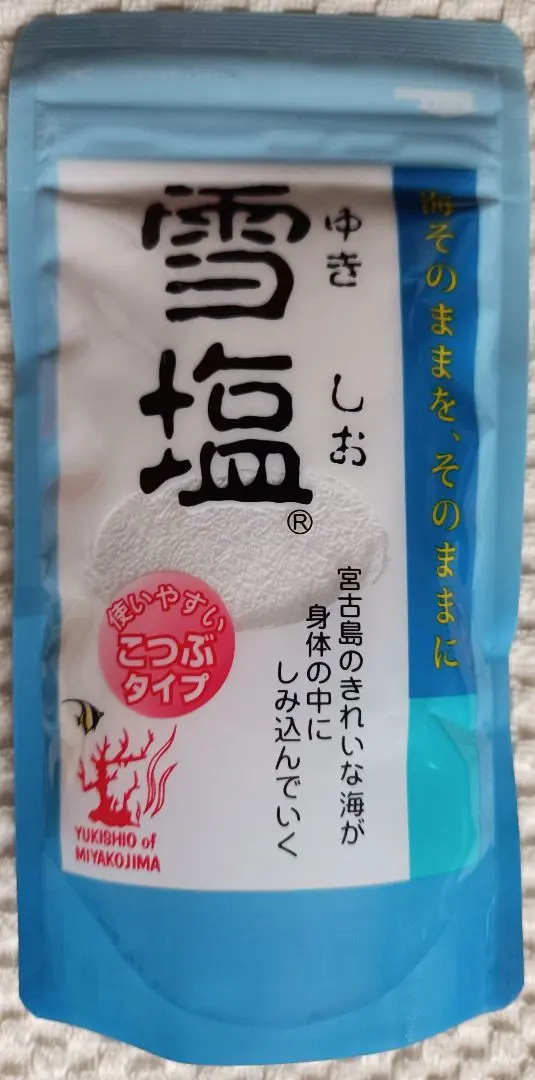 海そのままを、そのままに
ゆき しお
雪塩
®
宮古島のきれいな海が
身体の中に
しみ込んでいく
使いやすい
こつぶ
タイプ
YUKISHIO of
MIYAKOJIMA